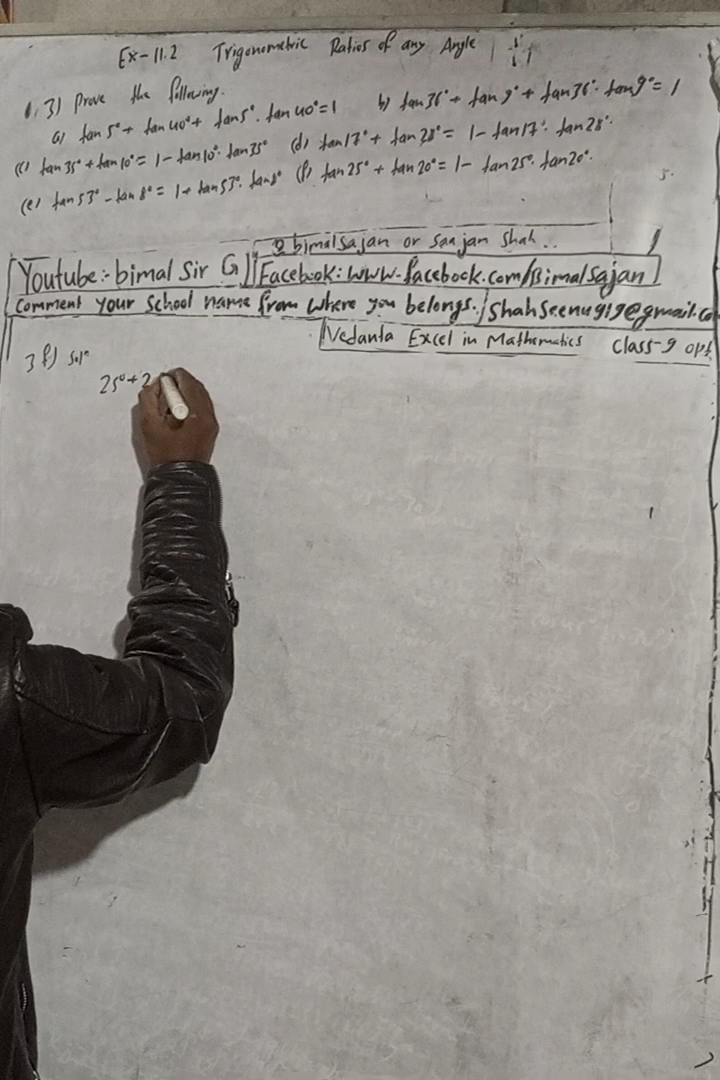 Ex-11.2 Trigonometric Ratios of any Angle
3) Prove the following.
a) tan 5° + tan 40° + tan 5°. tan 40° = 1 b) tan 36° + tan 9° + tan 36°. tan 9° = 1
(c) tan 35° + tan 10° = 1 - tan 10°. tan 35° (d) tan 17° + tan 28° = 1 - tan 17°. tan 28°.
(e) tan 53° - tan 8° = 1 + tan 53°. tan 8° (f) tan 25° + tan 20° = 1 - tan 25°. tan 20°.
bimalsajan or Saajan Shah..
Youtube:- bimal Sir G Facebook: www.facebook.com/Bimalsajan
Comment your School name from where you belongs. shahseenu919@gmail.co
Vedanta Excel in Mathematics Class-9 opt
3 f) Solⁿ
25° + 2